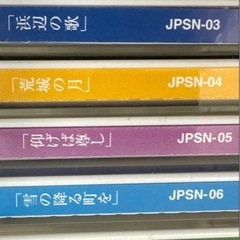 「浜辺の歌」 JPSN-03
「荒城の月」 JPSN-04
「仰げば尊し」 JPSN-05
「雪の降る町を」 JPSN-06